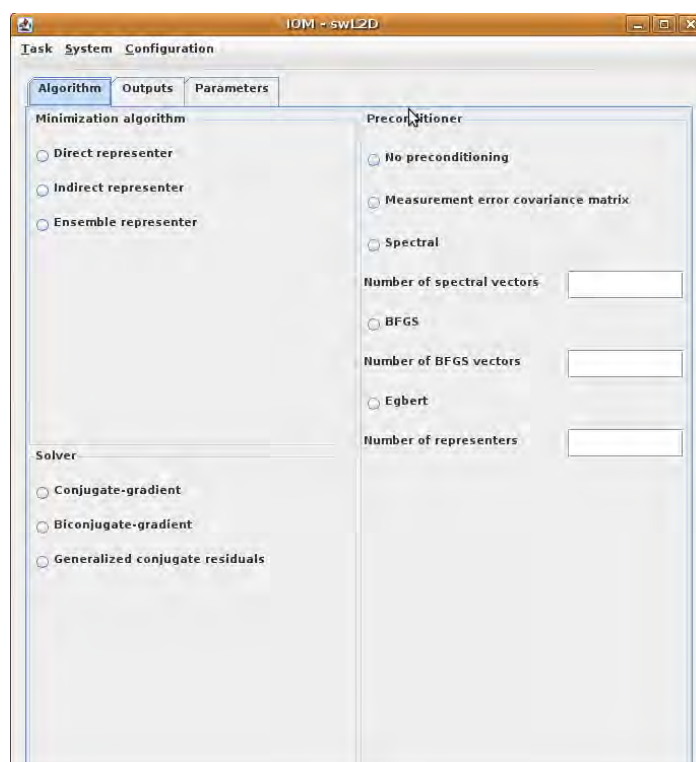 IOM - swL2D
Task System Configuration
Algorithm Outputs Parameters
Minimization algorithm
Direct representer
Indirect representer
Ensemble representer
Solver
Conjugate-gradient
Biconjugate-gradient
Generalized conjugate residuals
Preconditioner
No preconditioning
Measurement error covariance matrix
Spectral
Number of spectral vectors
BFGS
Number of BFGS vectors
Egbert
Number of representers